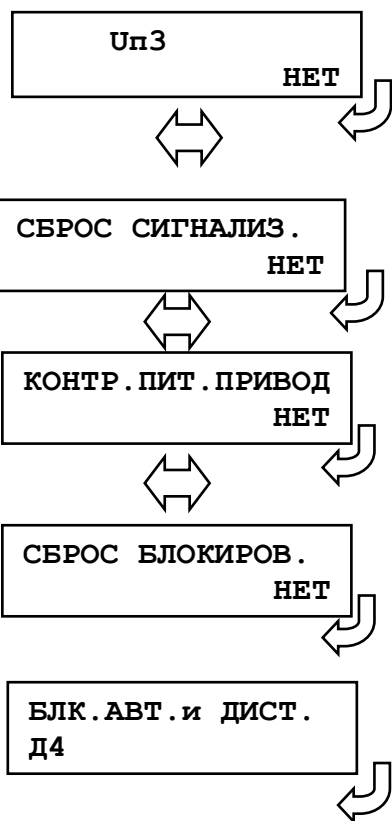 Uп3
НЕТ
СБРОС СИГНАЛИЗ.
НЕТ
КОНТР.ПИТ.ПРИВОД
НЕТ
СБРОС БЛОКИРОВ.
НЕТ
БЛК.АВТ.и ДИСТ.
Д4